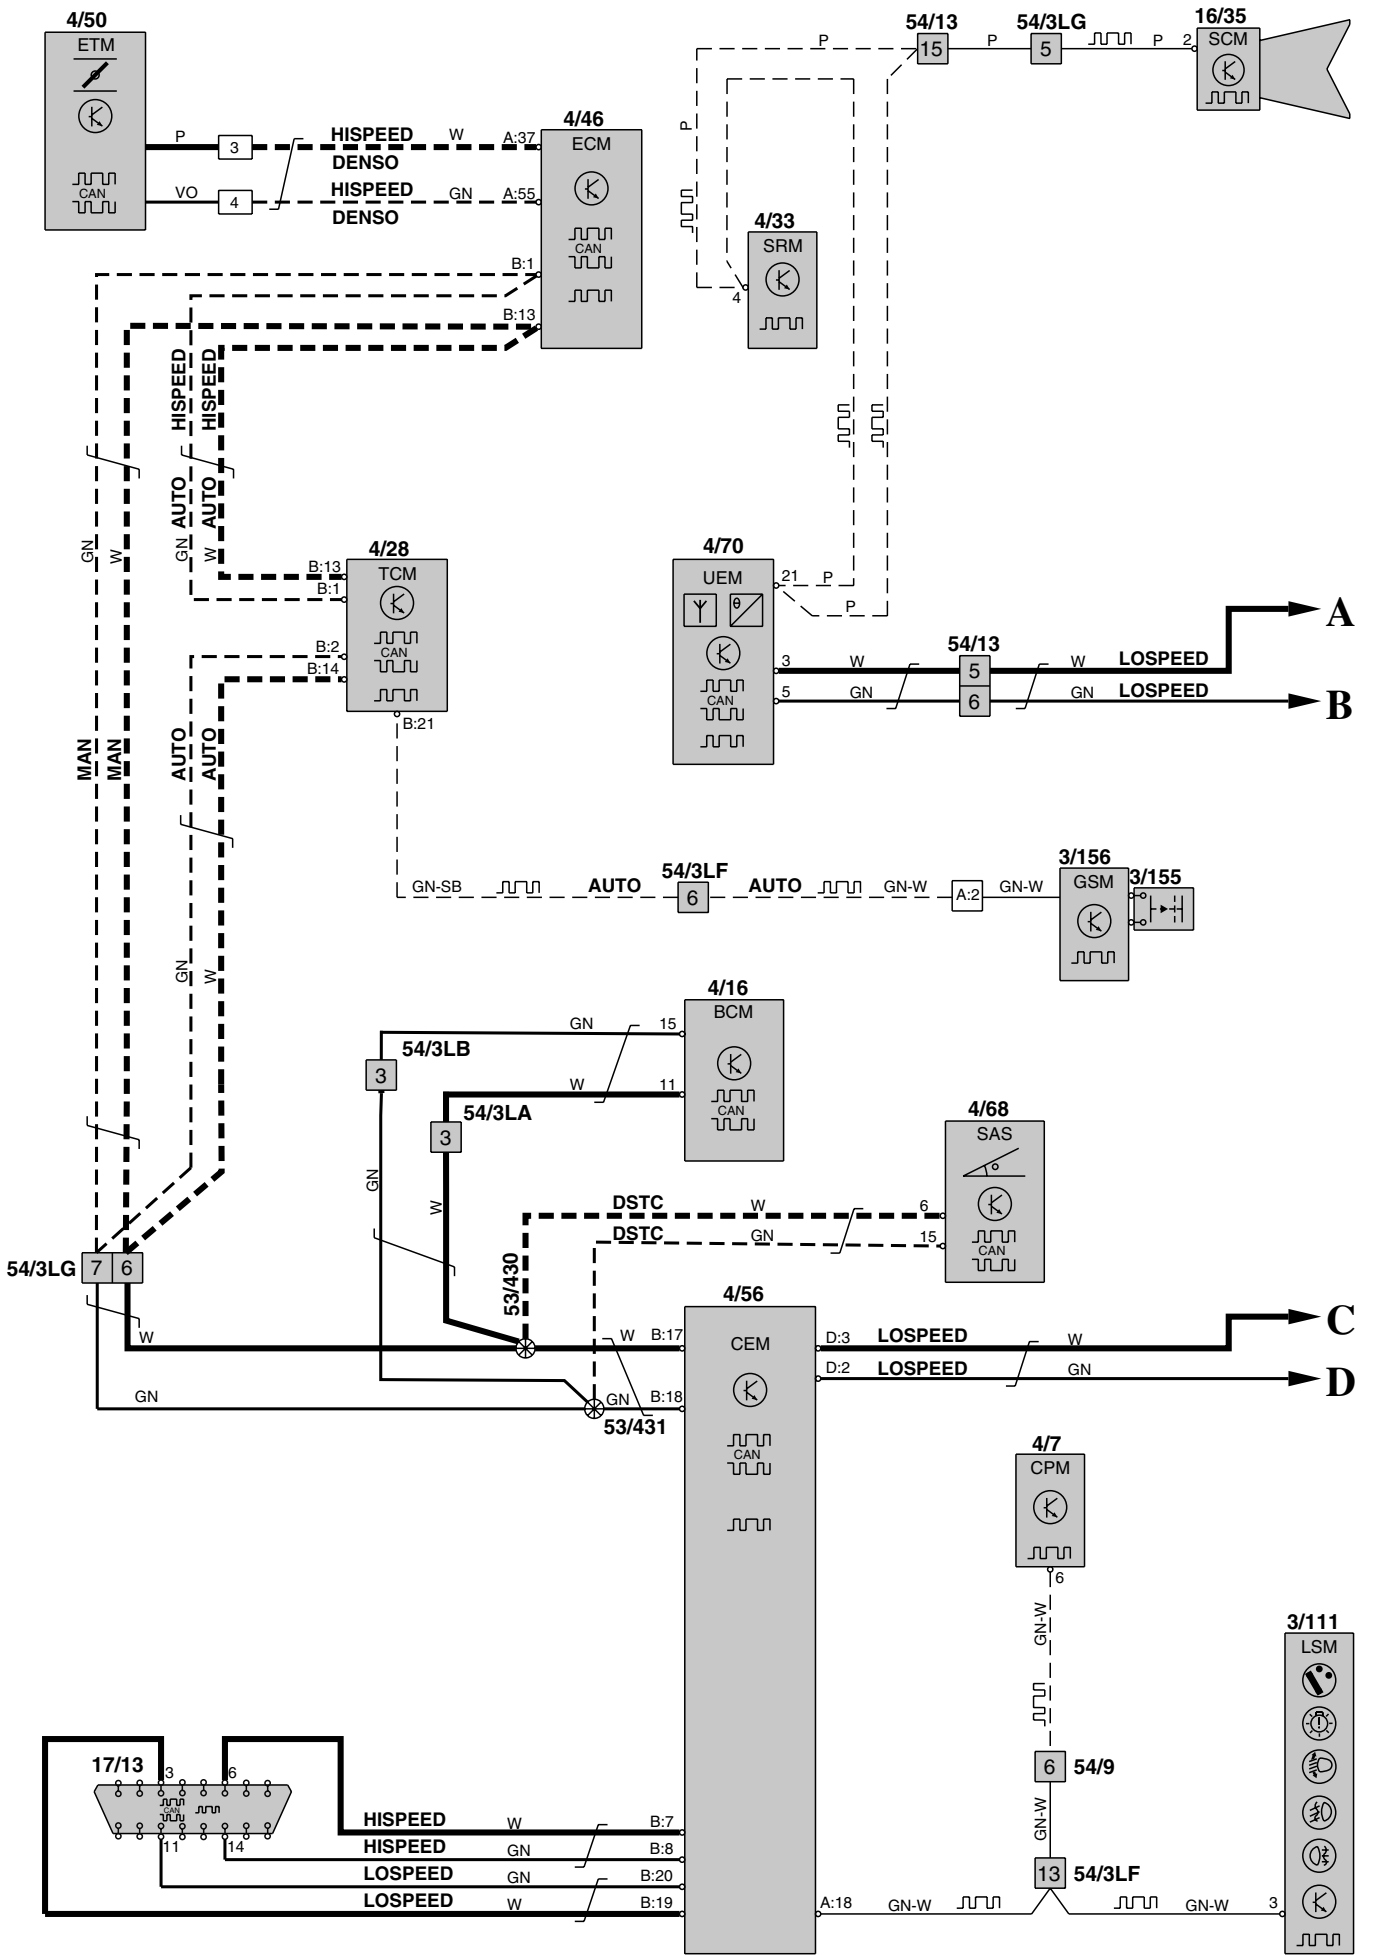 4/50
ETM
CAN
P
3
HISPEED
W
A:37
DENSO
VO
4
HISPEED
GN
A:55
DENSO
4/46
ECM
CAN
B:1
B:13
54/13
15
P
P
54/3LG
5
P
2
16/35
SCM
P
4/33
SRM
4
HISPEED
HISPEED
AUTO
AUTO
GN
W
GN
W
4/28
TCM
CAN
B:13
B:1
B:2
B:14
B:21
4/70
UEM
θ
CAN
21
P
P
3
W
5
GN
54/13
5
6
W
LOSPEED
A
GN
LOSPEED
B
MAN
MAN
AUTO
AUTO
GN
W
GN-SB
AUTO
54/3LF
6
AUTO
GN-W
A:2
GN-W
3/156
GSM
3/155
4/16
BCM
CAN
GN
15
W
11
54/3LB
3
54/3LA
3
GN
W
4/68
SAS
CAN
DSTC
W
6
DSTC
GN
15
53/430
54/3LG
7
6
W
GN
W
B:17
GN
B:18
53/431
4/56
CEM
CAN
D:3
LOSPEED
W
C
D:2
LOSPEED
GN
D
4/7
CPM
6
GN-W
6
54/9
GN-W
13
54/3LF
A:18
GN-W
GN-W
3
3/111
LSM
17/13
3
6
CAN
11
14
HISPEED
W
B:7
HISPEED
GN
B:8
LOSPEED
GN
B:20
LOSPEED
W
B:19